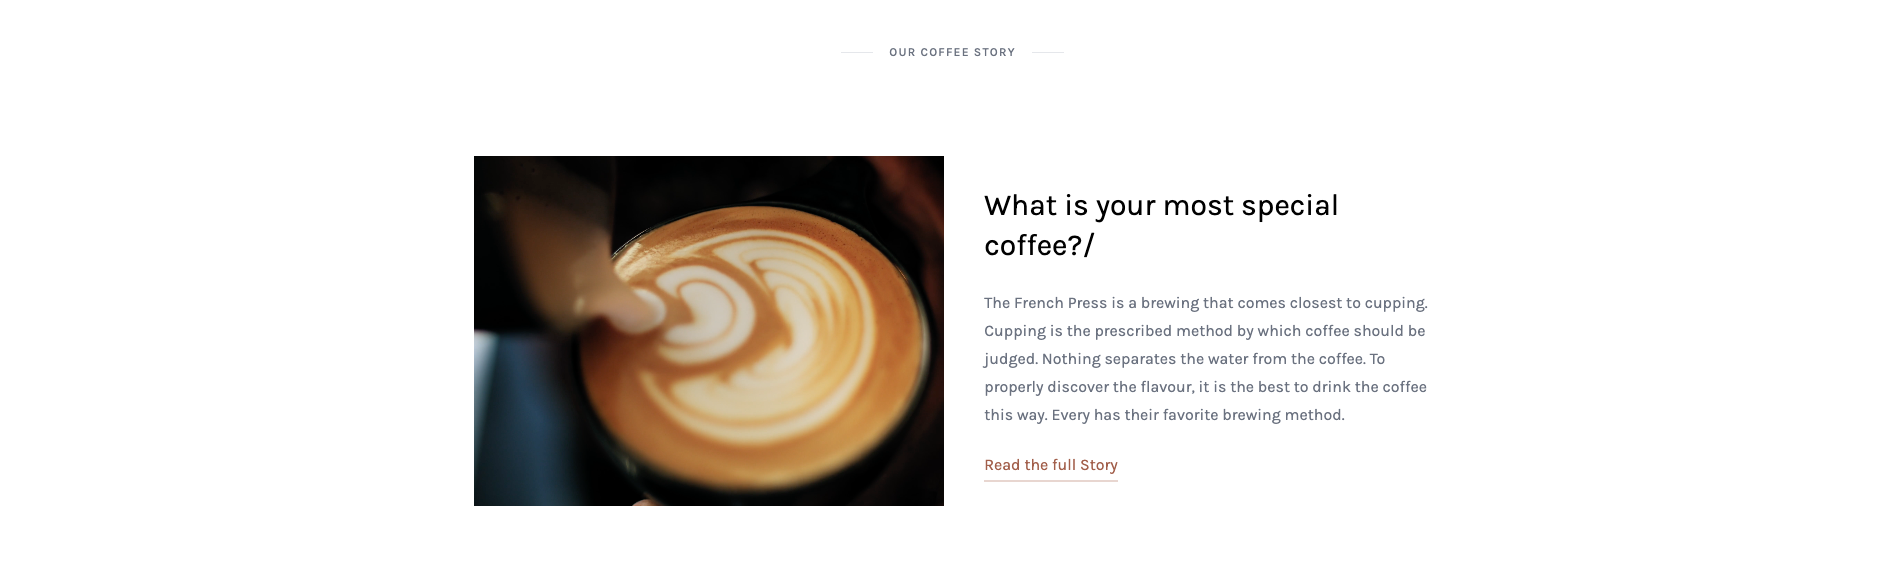 OUR COFFEE STORY
What is your most special
coffee?/
The French Press is a brewing that comes closest to cupping.
Cupping is the prescribed method by which coffee should be
judged. Nothing separates the water from the coffee. To
properly discover the flavour, it is the best to drink the coffee
this way. Every has their favorite brewing method.
Read the full Story